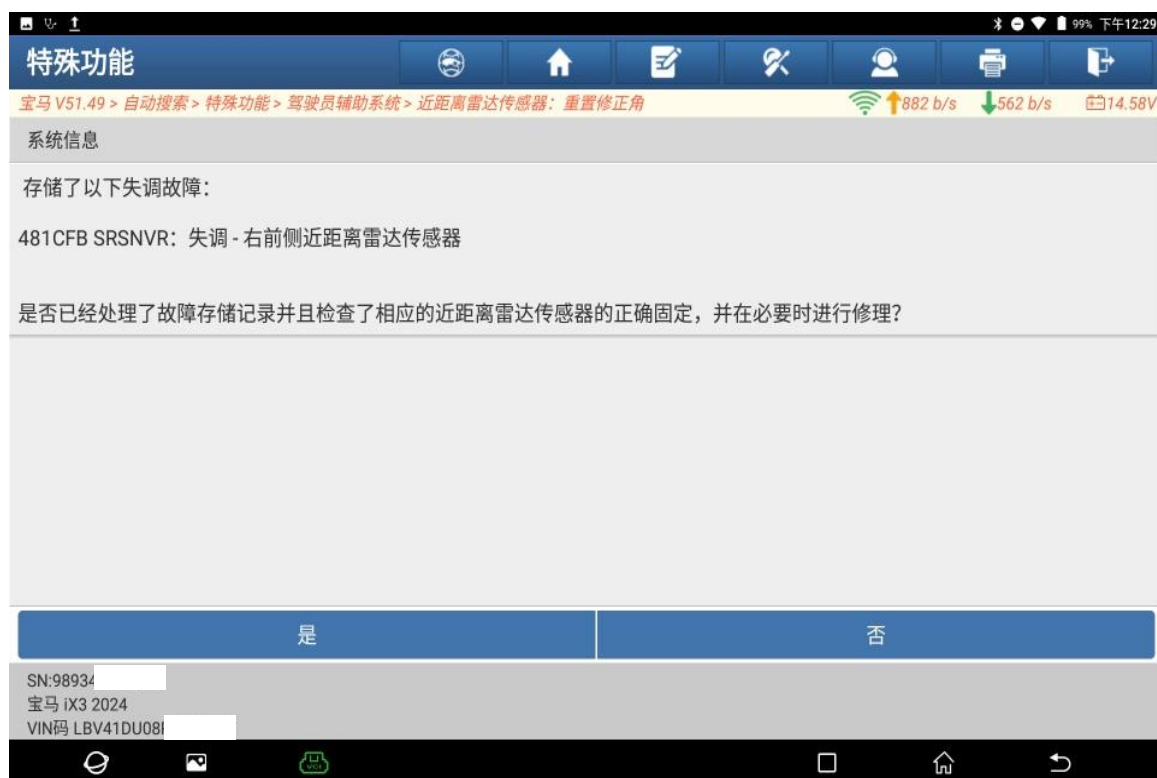 99% 下午12:29
特殊功能
宝马 V51.49 > 自动搜索 > 特殊功能 > 驾驶员辅助系统 > 近距离雷达传感器：重置修正角 882 b/s 562 b/s 14.58V
系统信息
存储了以下失调故障：
481CFB SRSNVR：失调 - 右前侧近距离雷达传感器
是否已经处理了故障存储记录并且检查了相应的近距离雷达传感器的正确固定，并在必要时进行修理？
是 否
SN:98934
宝马 iX3 2024
VIN码 LBV41DU08
VCI